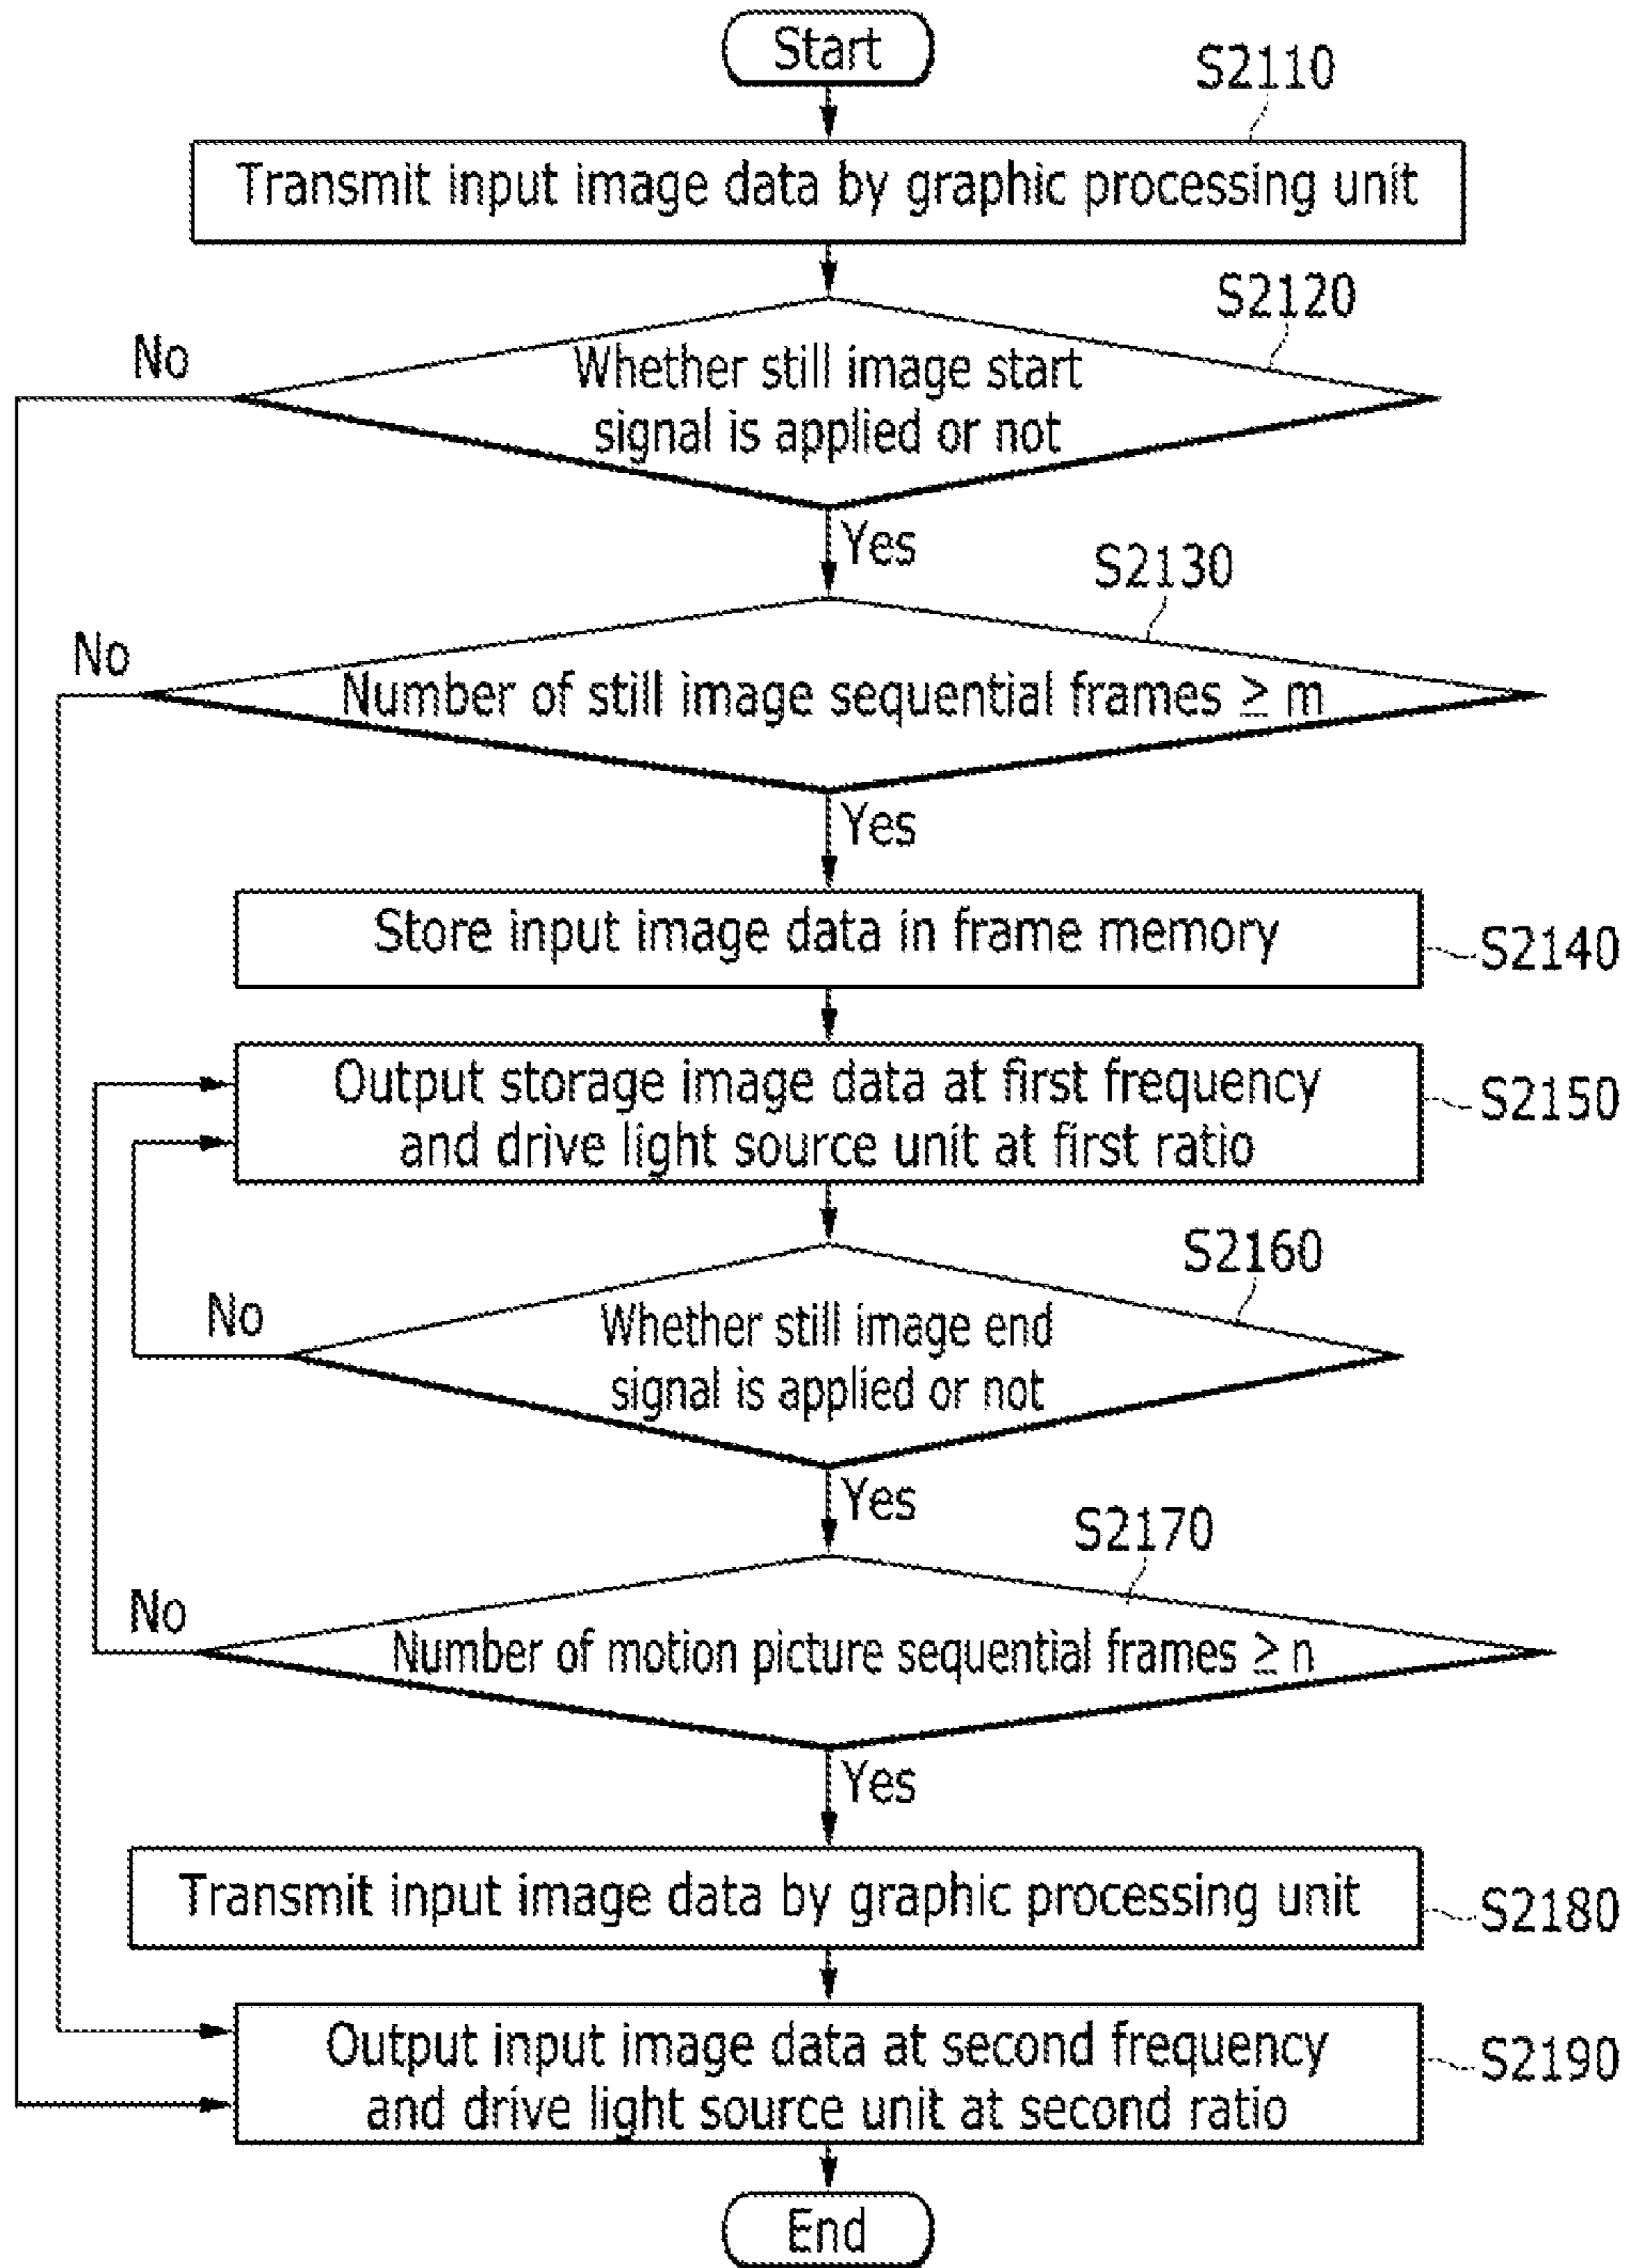 Start
S2110
Transmit input image data by graphic processing unit
S2120
No
Whether still image start
signal is applied or not
Yes
S2130
No
Number of still image sequential frames ≥ m
Yes
Store input image data in frame memory
S2140
Output storage image data at first frequency
and drive light source unit at first ratio
S2150
S2160
No
Whether still image end
signal is applied or not
Yes
S2170
No
Number of motion picture sequential frames ≥ n
Yes
Transmit input image data by graphic processing unit
S2180
Output input image data at second frequency
and drive light source unit at second ratio
S2190
End